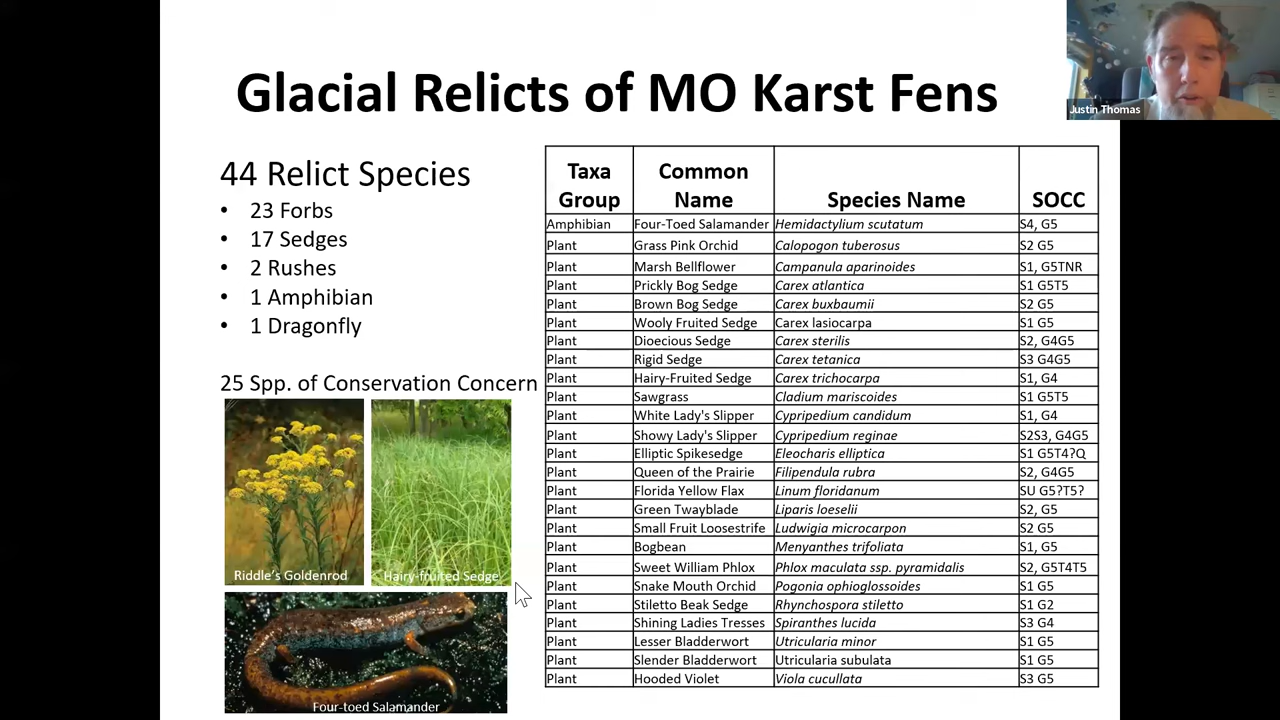 Glacial Relicts of MO Karst Fens
Justin Thomas
44 Relict Species
• 23 Forbs
• 17 Sedges
• 2 Rushes
• 1 Amphibian
• 1 Dragonfly
25 Spp. of Conservation Concern
Riddle's Goldenrod
Hairy-fruited Sedge
Four-toed Salamander
Taxa Group Common Name Species Name SOCC
Amphibian Four-Toed Salamander Hemidactylium scutatum S4, G5
Plant Grass Pink Orchid Calopogon tuberosus S2 G5
Plant Marsh Bellflower Campanula aparinoides S1, G5TNR
Plant Prickly Bog Sedge Carex atlantica S1 G5T5
Plant Brown Bog Sedge Carex buxbaumii S2 G5
Plant Wooly Fruited Sedge Carex lasiocarpa S1 G5
Plant Dioecious Sedge Carex sterilis S2, G4G5
Plant Rigid Sedge Carex tetanica S3 G4G5
Plant Hairy-Fruited Sedge Carex trichocarpa S1, G4
Plant Sawgrass Cladium mariscoides S1 G5T5
Plant White Lady's Slipper Cypripedium candidum S1, G4
Plant Showy Lady's Slipper Cypripedium reginae S2S3, G4G5
Plant Elliptic Spikesedge Eleocharis elliptica S1 G5T4?Q
Plant Queen of the Prairie Filipendula rubra S2, G4G5
Plant Florida Yellow Flax Linum floridanum SU G5?T5?
Plant Green Twayblade Liparis loeselii S2, G5
Plant Small Fruit Loosestrife Ludwigia microcarpon S2 G5
Plant Bogbean Menyanthes trifoliata S1, G5
Plant Sweet William Phlox Phlox maculata ssp. pyramidalis S2, G5T4T5
Plant Snake Mouth Orchid Pogonia ophioglossoides S1 G5
Plant Stiletto Beak Sedge Rhynchospora stiletto S1 G2
Plant Shining Ladies Tresses Spiranthes lucida S3 G4
Plant Lesser Bladderwort Utricularia minor S1 G5
Plant Slender Bladderwort Utricularia subulata S1 G5
Plant Hooded Violet Viola cucullata S3 G5